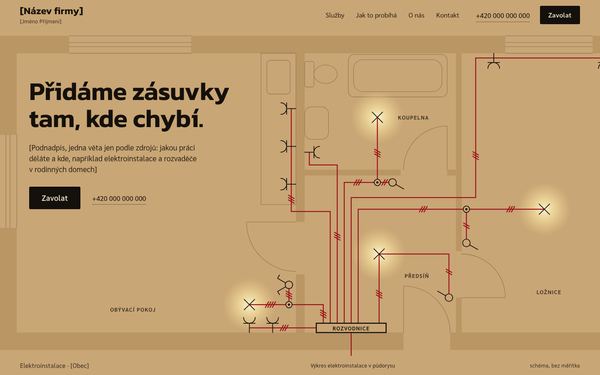 [Název firmy]
[Jméno Příjmení]
Služby
Jak to probíhá
O nás
Kontakt
+420 000 000 000
Zavolat
Přidáme zásuvky
tam, kde chybí.
[Podnadpis, jedna věta jen podle zdrojů: jakou práci
děláte a kde, například elektroinstalace a rozvaděče
v rodinných domech]
Zavolat
+420 000 000 000
KOUPELNA
PŘEDSÍŇ
LOŽNICE
OBÝVACÍ POKOJ
ROZVODNICE
Elektroinstalace · [Obec]
Výkres elektroinstalace v půdorysu
schéma, bez měřítka